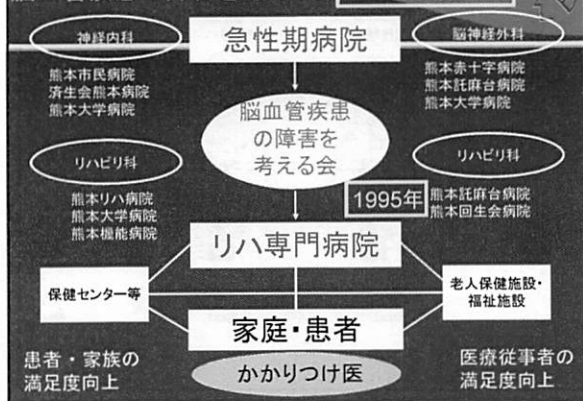 神経内科
急性期病院
脳神経外科
熊本市民病院
済生会熊本病院
熊本大学病院
熊本赤十字病院
熊本託麻台病院
熊本大学病院
脳血管疾患
の障害を
考える会
リハビリ科
リハビリ科
1995年
熊本リハ病院
熊本大学病院
熊本機能病院
熊本託麻台病院
熊本回生会病院
リハ専門病院
保健センター等
老人保健施設・
福祉施設
家庭・患者
かかりつけ医
患者・家族の
満足度向上
医療従事者の
満足度向上